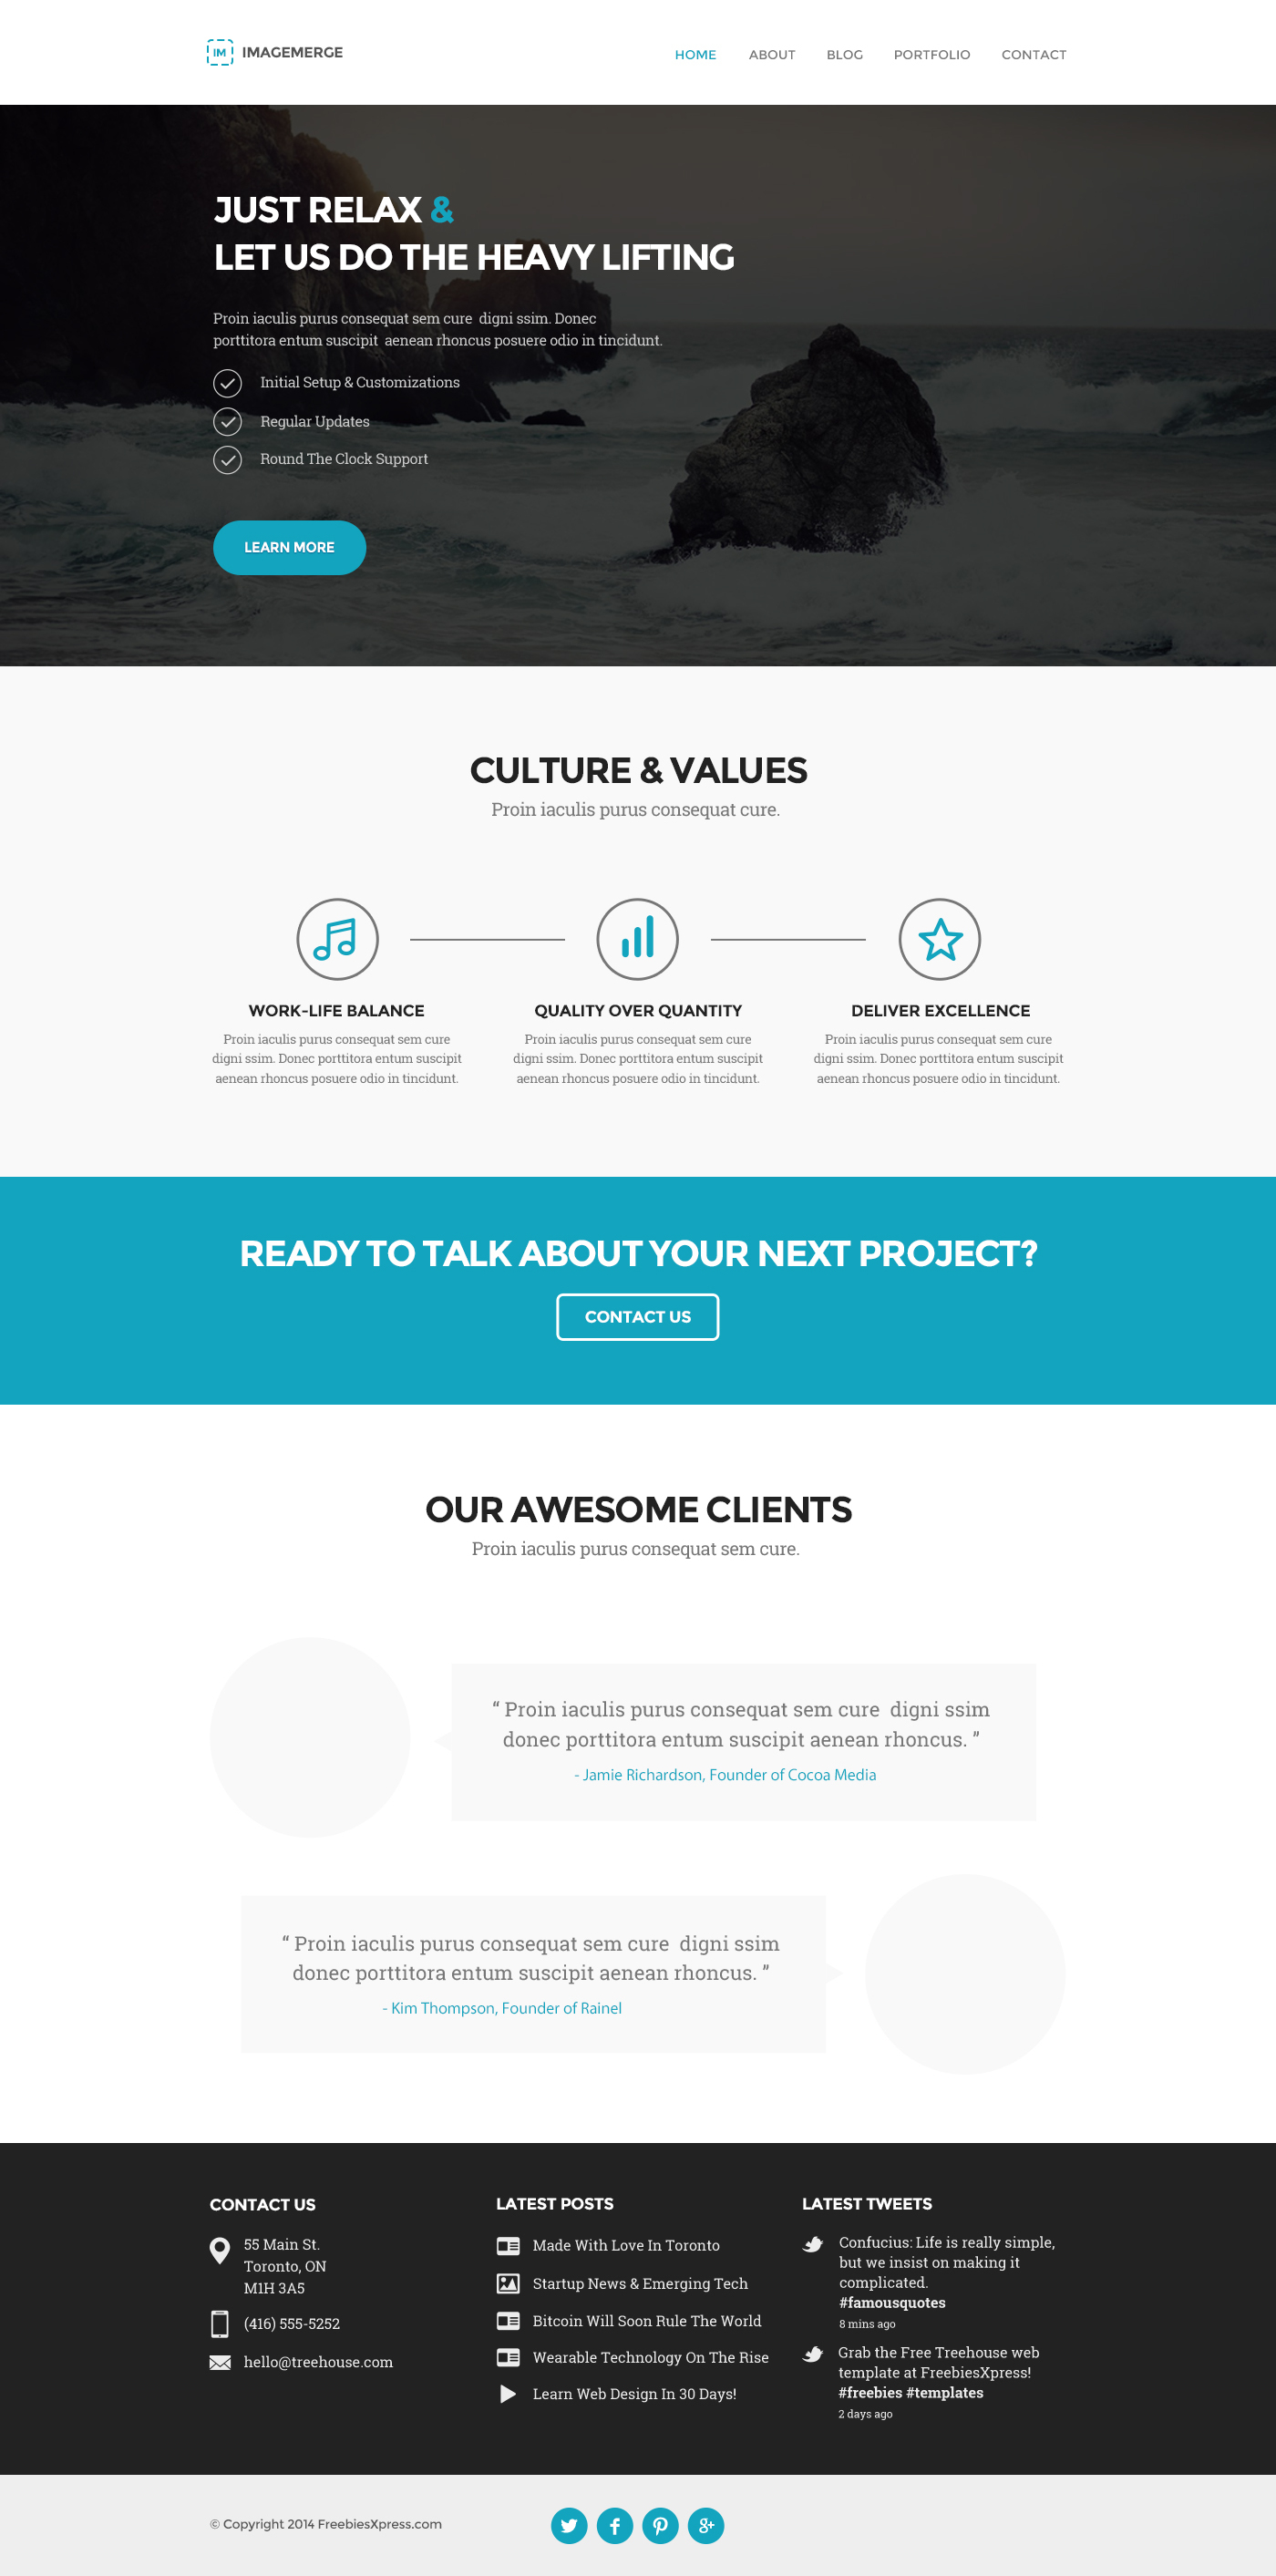 IM IMAGEMERGE
HOME ABOUT BLOG PORTFOLIO CONTACT
JUST RELAX &
LET US DO THE HEAVY LIFTING
Proin iaculis purus consequat sem cure digni ssim. Donec
porttitora entum suscipit aenean rhoncus posuere odio in tincidunt.
Initial Setup & Customizations
Regular Updates
Round The Clock Support
LEARN MORE
CULTURE & VALUES
Proin iaculis purus consequat cure.
WORK-LIFE BALANCE
Proin iaculis purus consequat sem cure
digni ssim. Donec porttitora entum suscipit
aenean rhoncus posuere odio in tincidunt.
QUALITY OVER QUANTITY
Proin iaculis purus consequat sem cure
digni ssim. Donec porttitora entum suscipit
aenean rhoncus posuere odio in tincidunt.
DELIVER EXCELLENCE
Proin iaculis purus consequat sem cure
digni ssim. Donec porttitora entum suscipit
aenean rhoncus posuere odio in tincidunt.
READY TO TALK ABOUT YOUR NEXT PROJECT?
CONTACT US
OUR AWESOME CLIENTS
Proin iaculis purus consequat sem cure.
“ Proin iaculis purus consequat sem cure digni ssim
donec porttitora entum suscipit aenean rhoncus. ”
- Jamie Richardson, Founder of Cocoa Media
“ Proin iaculis purus consequat sem cure digni ssim
donec porttitora entum suscipit aenean rhoncus. ”
- Kim Thompson, Founder of Rainel
CONTACT US
55 Main St.
Toronto, ON
M1H 3A5
(416) 555-5252
hello@treehouse.com
LATEST POSTS
Made With Love In Toronto
Startup News & Emerging Tech
Bitcoin Will Soon Rule The World
Wearable Technology On The Rise
Learn Web Design In 30 Days!
LATEST TWEETS
Confucius: Life is really simple,
but we insist on making it
complicated.
#famousquotes
8 mins ago
Grab the Free Treehouse web
template at FreebiesXpress!
#freebies #templates
2 days ago
© Copyright 2014 FreebiesXpress.com